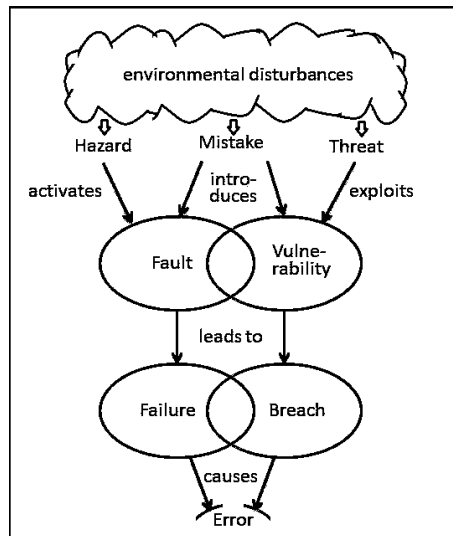 environmental disturbances
Hazard Mistake Threat
activates intro-
duces exploits
Fault Vulne-
rability
leads to
Failure Breach
causes
Error